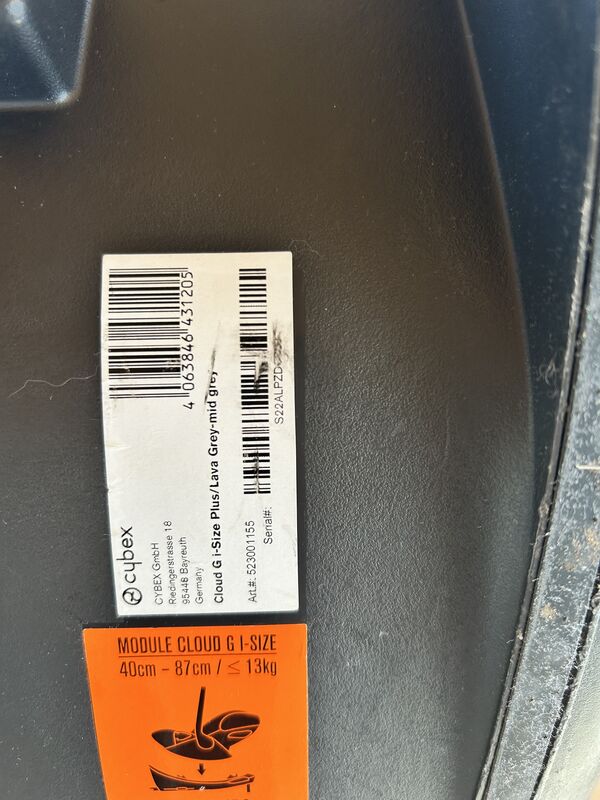 cybex
CYBEX GmbH
Riedingerstrasse 18
95448 Bayreuth
Germany
Cloud G i-Size Plus/Lava Grey-mid grey
Art.#: 523001155
Serial#:
4 063846 431205
MODULE CLOUD G I-SIZE
40cm – 87cm / ≤ 13kg